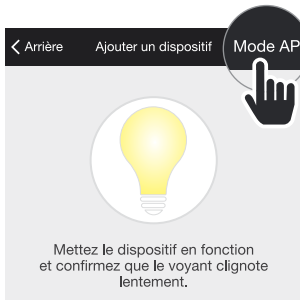 Arrière Ajouter un dispositif Mode AP
Mettez le dispositif en fonction
et confirmez que le voyant clignote
lentement.